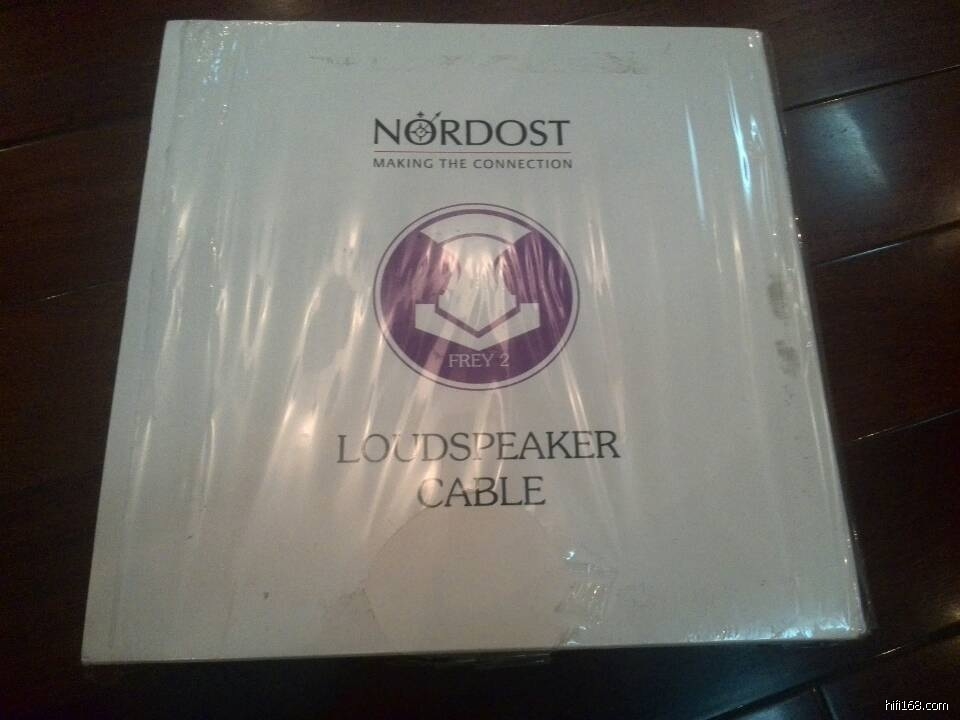 NORDOST
MAKING THE CONNECTION
FREY 2
LOUDSPEAKER
CABLE
hifi168.com